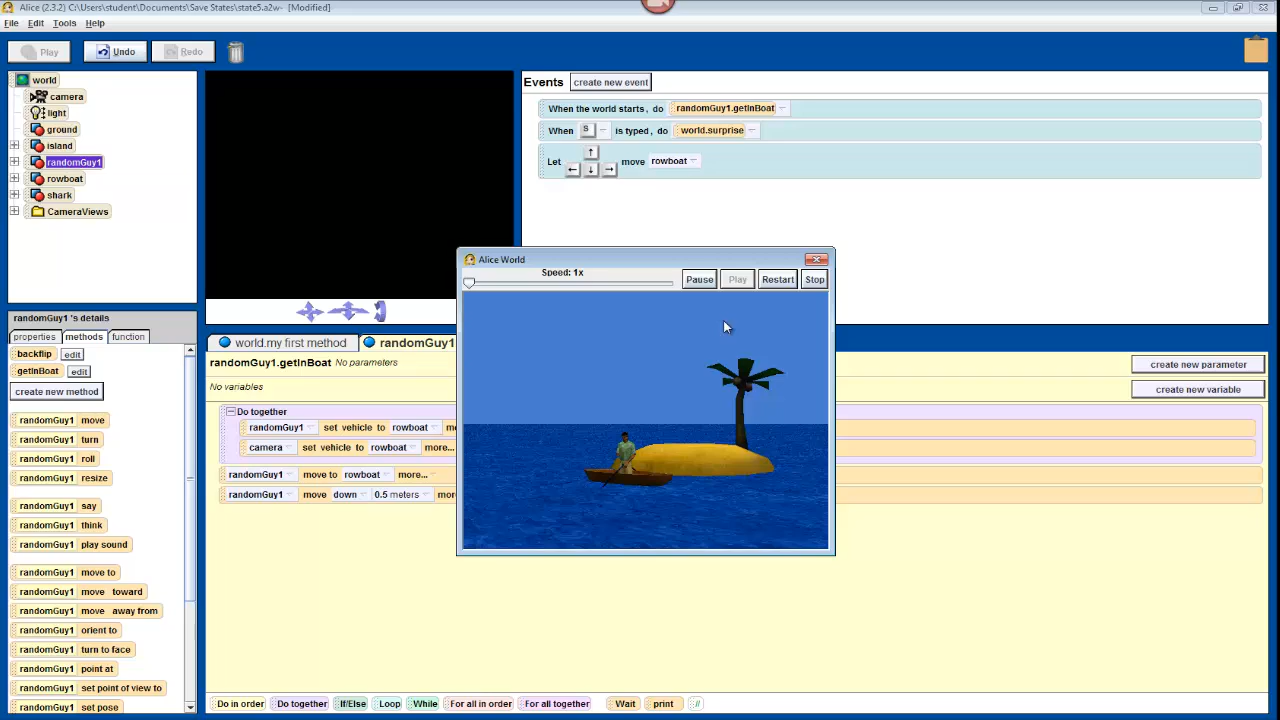 Alice (2.3.2) C:\Users\student\Documents\Save States\state5.a2w- [Modified]
File Edit Tools Help
Play Undo Redo
world
camera
light
ground
island
randomGuy1
rowboat
shark
CameraViews
Events create new event
When the world starts, do randomGuy1.getInBoat
When S is typed, do world.surprise
Let ↑ ← ↓ → move rowboat
Alice World
Speed: 1x
Pause Play Restart Stop
randomGuy1 's details
properties methods function
backflip edit
getInBoat edit
create new method
randomGuy1 move
randomGuy1 turn
randomGuy1 roll
randomGuy1 resize
randomGuy1 say
randomGuy1 think
randomGuy1 play sound
randomGuy1 move to
randomGuy1 move toward
randomGuy1 move away from
randomGuy1 orient to
randomGuy1 turn to face
randomGuy1 point at
randomGuy1 set point of view to
randomGuy1 set pose
world.my first method randomGuy1
randomGuy1.getInBoat No parameters create new parameter
No variables create new variable
Do together
randomGuy1 set vehicle to rowboat
camera set vehicle to rowboat more...
randomGuy1 move to rowboat more...
randomGuy1 move down 0.5 meters
Do in order Do together If/Else Loop While For all in order For all together Wait print //